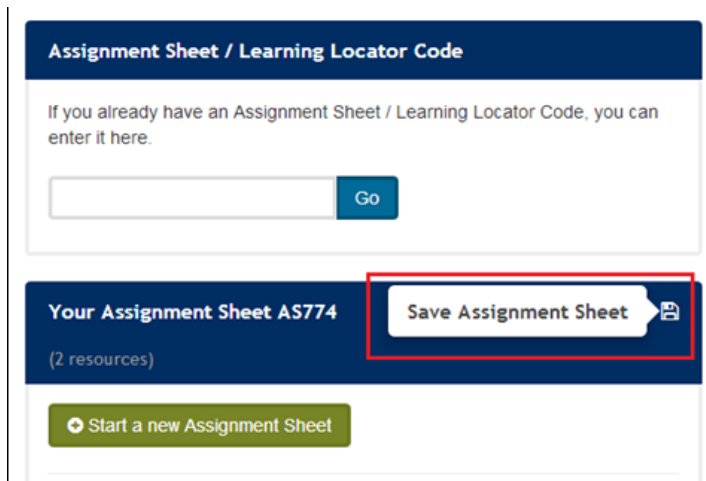 Assignment Sheet / Learning Locator Code
If you already have an Assignment Sheet / Learning Locator Code, you can
enter it here.
Go
Your Assignment Sheet AS774
Save Assignment Sheet
(2 resources)
Start a new Assignment Sheet